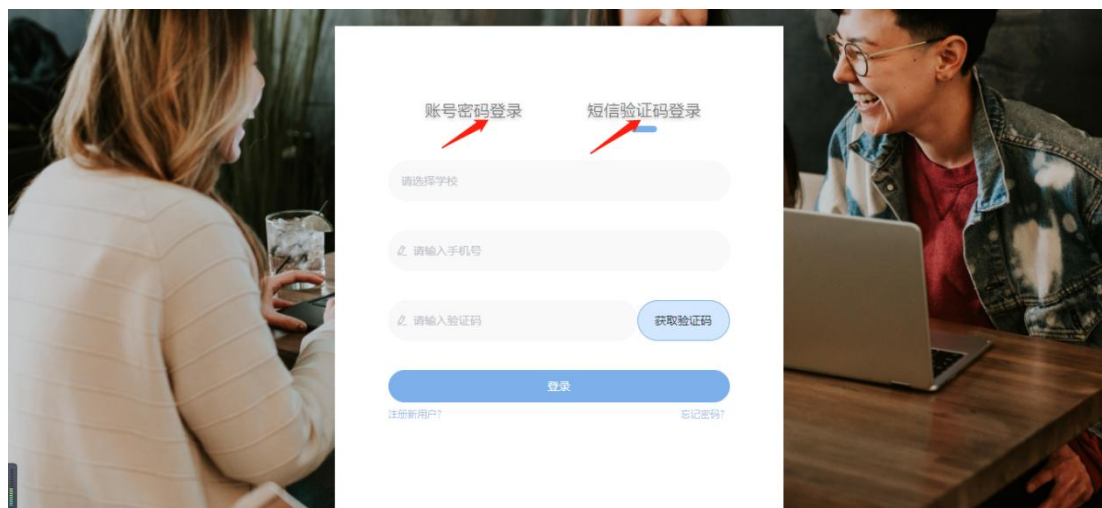 账号密码登录 短信验证码登录
请选择学校
请输入手机号
请输入验证码 获取验证码
登录
注册新用户? 忘记密码?